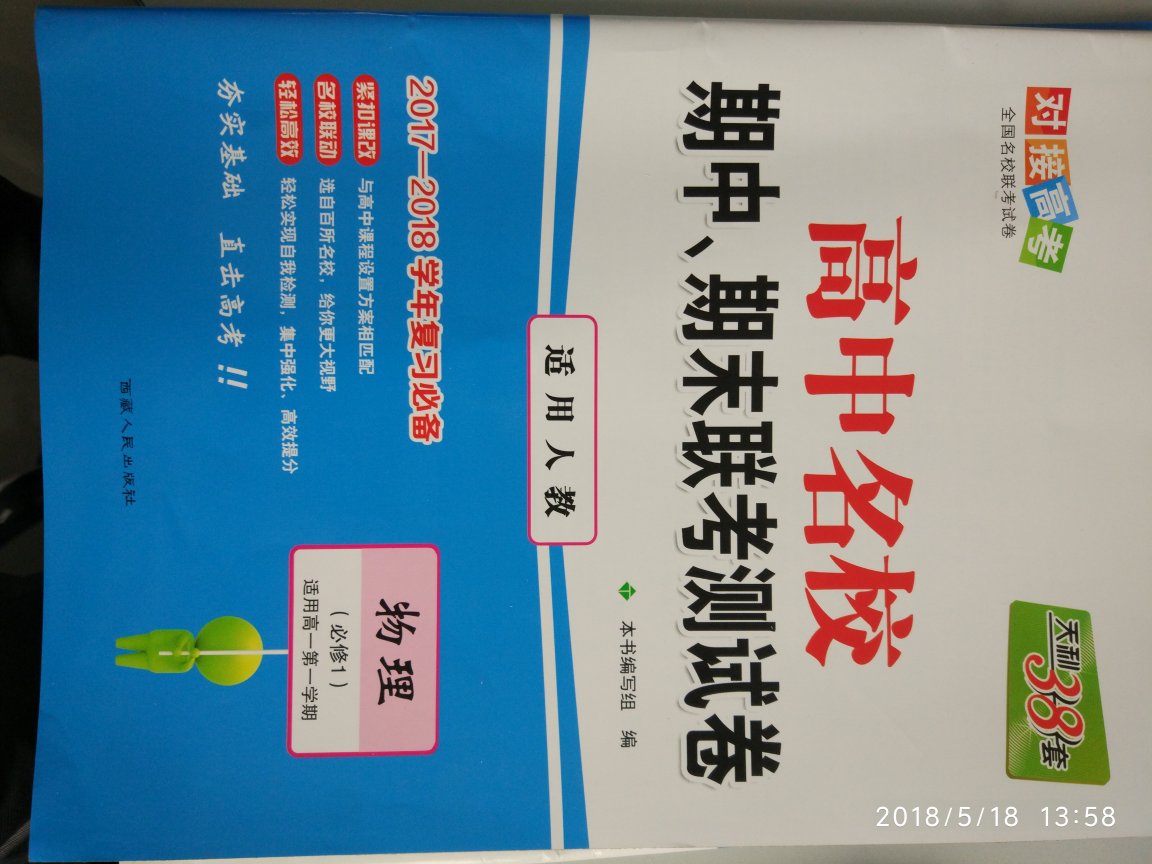 对接高考
全国名校联考试卷
天利38套
高中名校
期中、期末联考测试卷
本书编写组 编
适用人教
2017—2018学年复习必备
紧扣课改 与高中课程设置方案相匹配
名校联动 选自百所名校，给你更大视野
轻松高效 轻松实现自我检测，集中强化、高效提分
夯实基础 直击高考！！
物理
（必修1）
适用高一第一学期
西藏人民出版社
2018/5/18 13:58